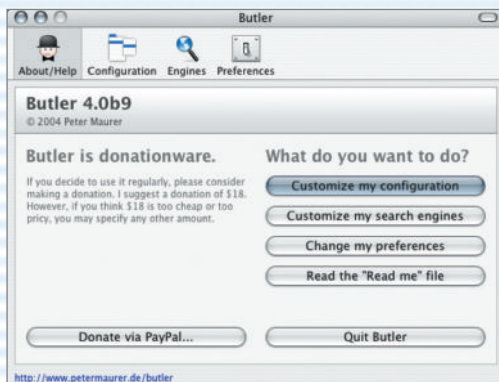 Butler
About/Help Configuration Engines Preferences
Butler 4.0b9
© 2004 Peter Maurer
Butler is donationware.
If you decide to use it regularly, please consider
making a donation. I suggest a donation of $18.
However, if you think $18 is too cheap or too
pricy, you may specify any other amount.
Donate via PayPal...
What do you want to do?
Customize my configuration
Customize my search engines
Change my preferences
Read the "Read me" file
Quit Butler
http://www.petermaurer.de/butler